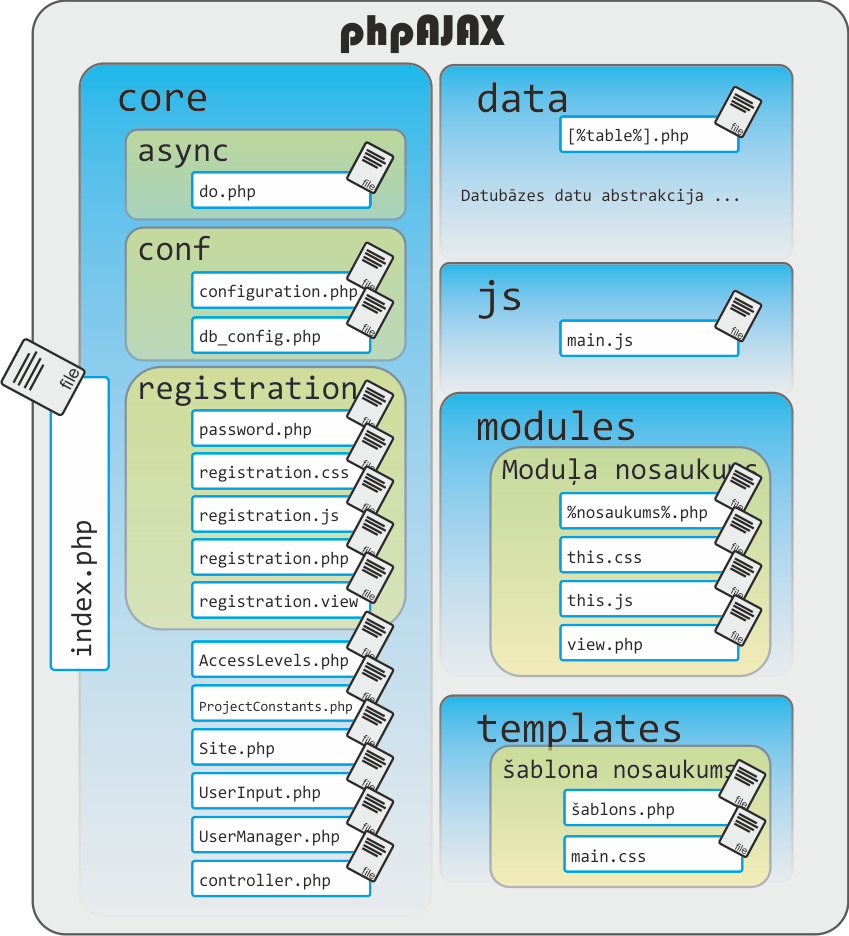 phpAJAX
core
async
do.php
file
conf
configuration.php
file
db_config.php
file
registration
password.php
file
registration.css
file
registration.js
file
registration.php
file
registration.view
file
AccessLevels.php
file
ProjectConstants.php
file
Site.php
file
UserInput.php
file
UserManager.php
file
controller.php
file
index.php
file
data
[%table%].php
file
Datubāzes datu abstrakcija ...
js
main.js
file
modules
Moduļa nosaukums
%nosaukums%.php
file
this.css
file
this.js
file
view.php
file
templates
šablona nosaukums
šablons.php
file
main.css
file